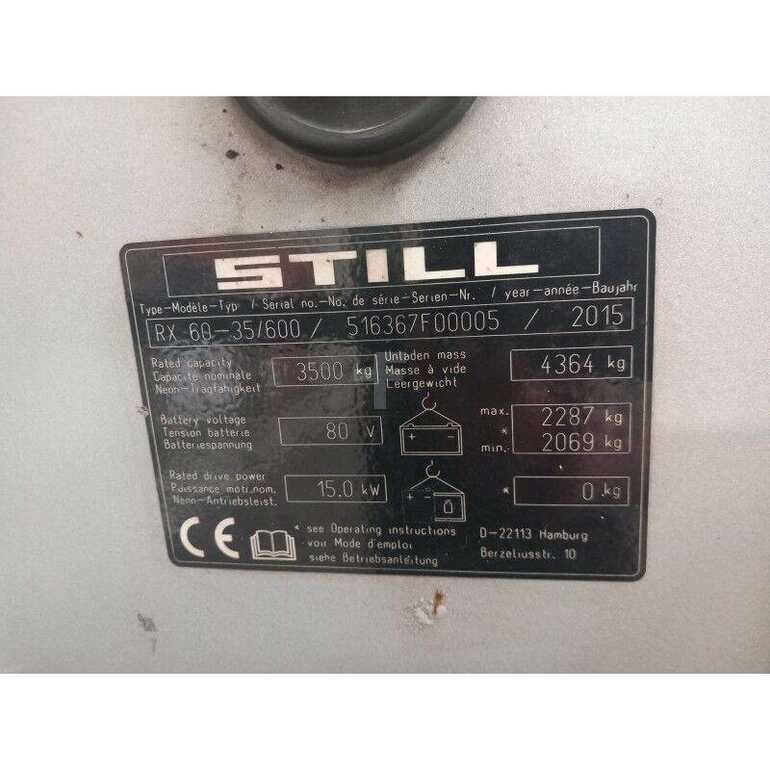 STILL
Type-Modèle-Typ / Serial no.-No. de série-Serien-Nr. / year-année-Baujahr
RX 60-35/600 / 516367F00005 / 2015
Rated capacity
Capacité nominale
Nenn-Tragfähigkeit
3500 kg
Unladen mass
Masse à vide
Leergewicht
4364 kg
Battery voltage
Tension batterie
Batteriespannung
80 V
+ -
max. 2287 kg
*
min. 2069 kg
Rated drive power
Puissance motr.nom.
Nenn-Antriebsleist.
15.0 kW
+ -
* 0 kg
CE
* see Operating instructions
voir Mode d'emploi
siehe Betriebsanleitung
D-22113 Hamburg
Berzeliusstr. 10